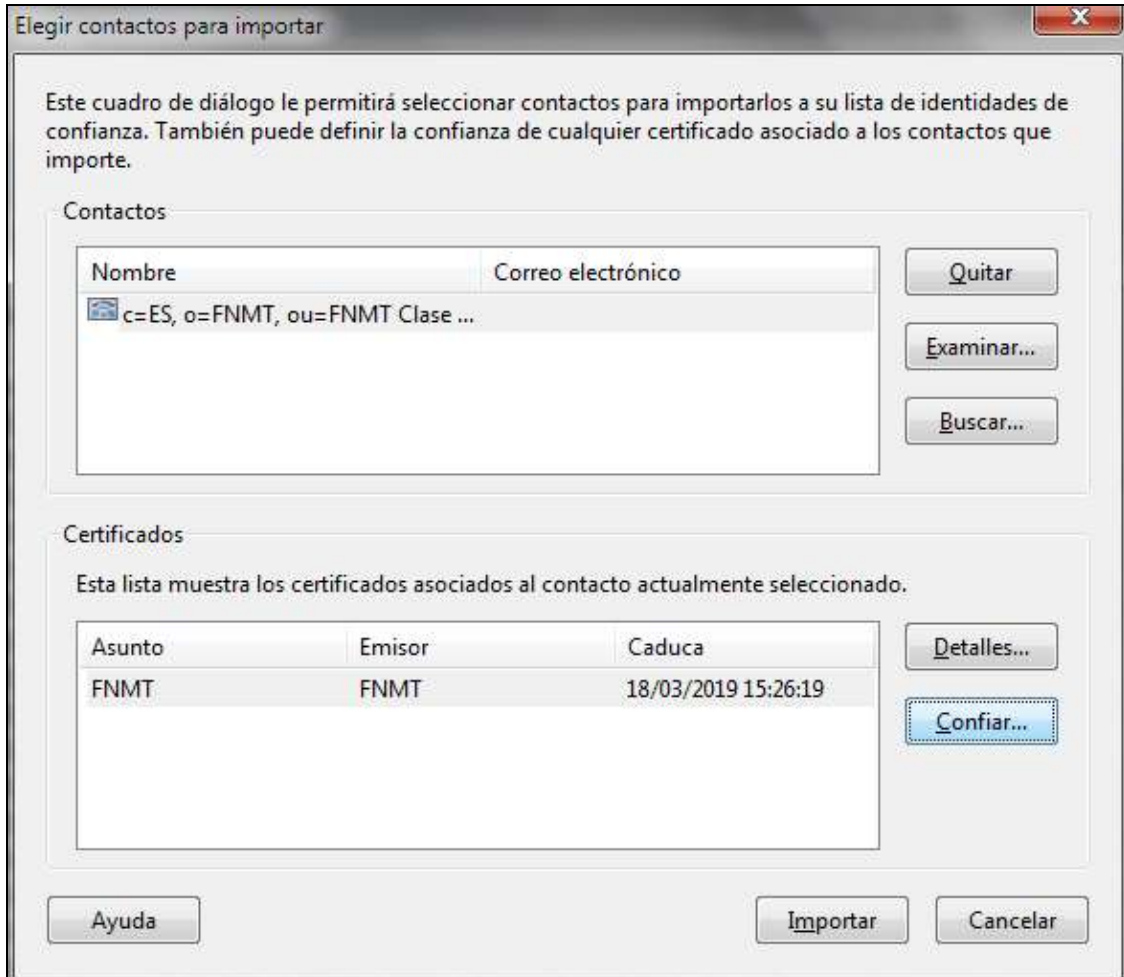 Elegir contactos para importar
Este cuadro de diálogo le permitirá seleccionar contactos para importarlos a su lista de identidades de
confianza. También puede definir la confianza de cualquier certificado asociado a los contactos que
importe.
Contactos
Nombre Correo electrónico
c=ES, o=FNMT, ou=FNMT Clase ...
Quitar
Examinar...
Buscar...
Certificados
Esta lista muestra los certificados asociados al contacto actualmente seleccionado.
Asunto Emisor Caduca
FNMT FNMT 18/03/2019 15:26:19
Detalles...
Confiar...
Ayuda Importar Cancelar